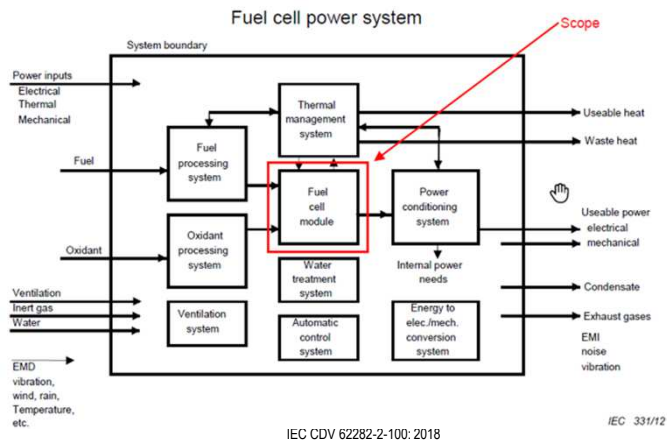 Fuel cell power system
Scope
System boundary
Power inputs
Electrical
Thermal
Mechanical
Thermal
management
system
Useable heat
Waste heat
Fuel
Fuel
processing
system
Fuel
cell
module
Power
conditioning
system
Useable power
electrical
mechanical
Oxidant
Oxidant
processing
system
Water
treatment
system
Internal power
needs
Condensate
Ventilation
Inert gas
Water
Ventilation
system
Automatic
control
system
Energy to
elec./mech.
conversion
system
Exhaust gases
EMI
noise
vibration
EMD
vibration,
wind, rain,
Temperature,
etc.
IEC 331/12
IEC CDV 62282-2-100: 2018